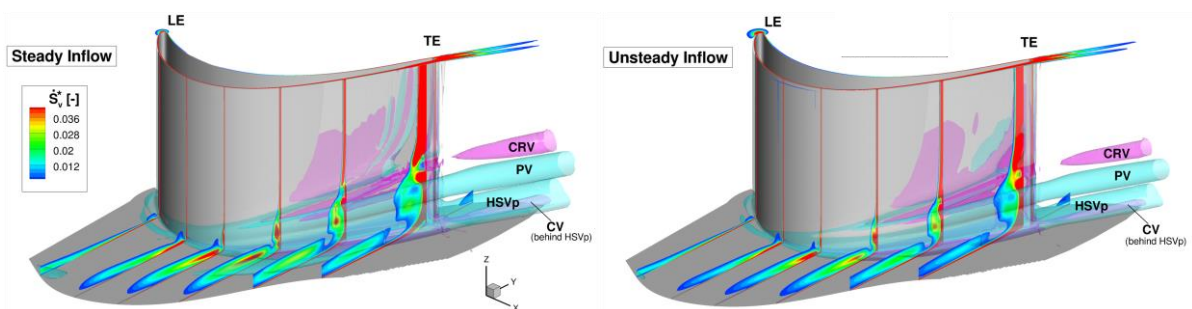 LE
Steady Inflow
Ṡ*v [-]
0.036
0.028
0.020
0.012
TE
CRV
PV
HSVp
CV
(behind HSVp)
Z
Y
X
LE
Unsteady Inflow
TE
CRV
PV
HSVp
CV
(behind HSVp)